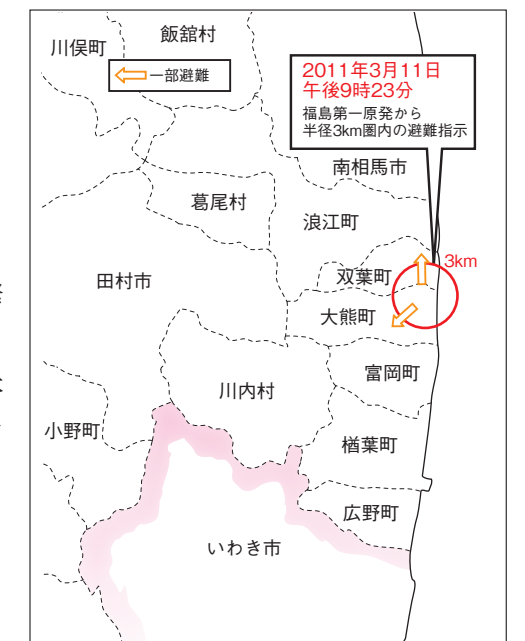 飯舘村
川俣町
一部避難
2011年3月11日
午後9時23分
福島第一原発から
半径3km圏内の避難指示
南相馬市
葛尾村
浪江町
3km
双葉町
田村市
大熊町
富岡町
川内村
小野町
楢葉町
広野町
いわき市